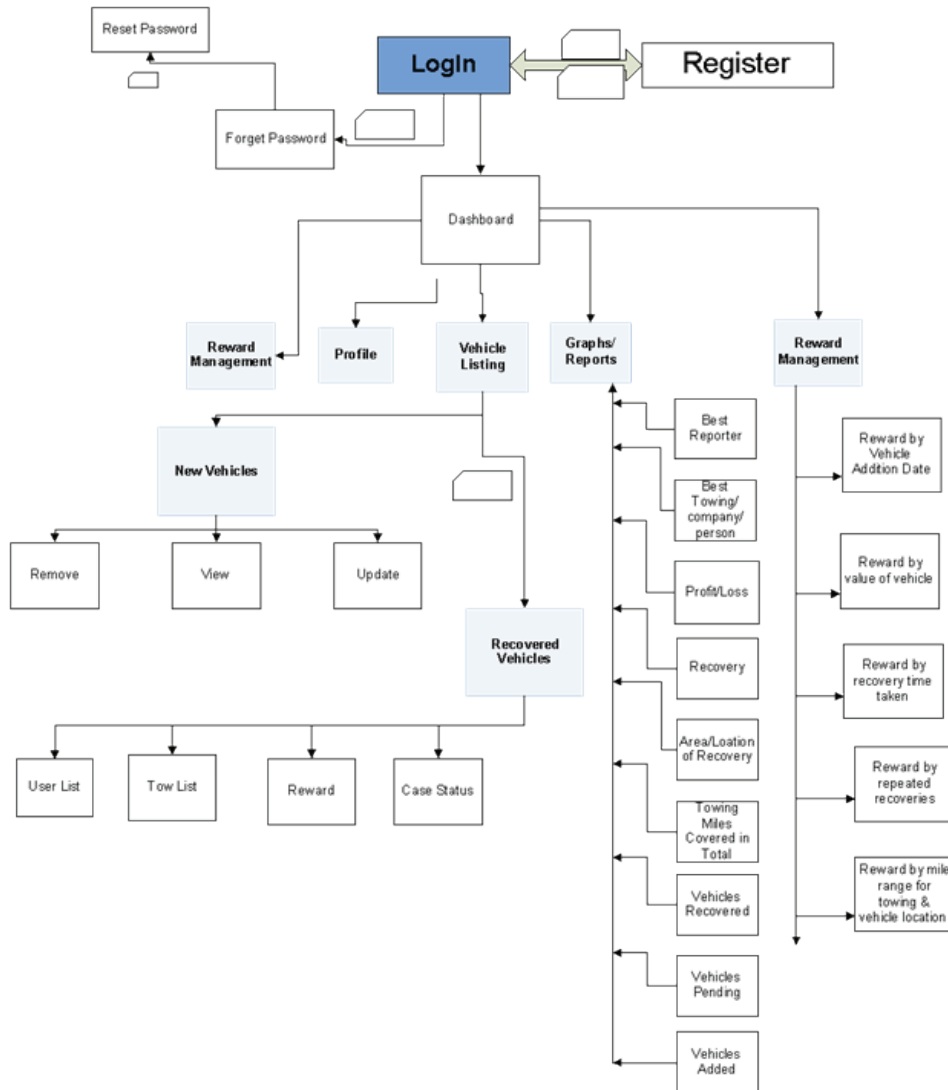 Reset Password
LogIn
Register
Forget Password
Dashboard
Reward
Management
Profile
Vehicle
Listing
Graphs/
Reports
Reward
Management
New Vehicles
Remove
View
Update
Recovered
Vehicles
User List
Tow List
Reward
Case Status
Best
Reporter
Best
Towing/
company/
person
Profit/Loss
Recovery
Area/Loation
of Recovery
Towing
Miles
Covered in
Total
Vehicles
Recovered
Vehicles
Pending
Vehicles
Added
Reward by
Vehicle
Addition Date
Reward by
value of vehicle
Reward by
recovery time
taken
Reward by
repeated
recoveries
Reward by mile
range for
towing &
vehicle location